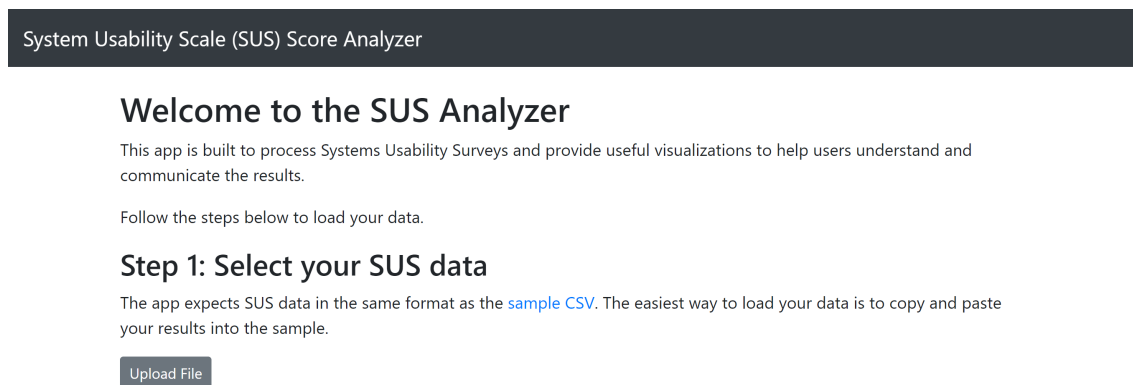 System Usability Scale (SUS) Score Analyzer
Welcome to the SUS Analyzer
This app is built to process Systems Usability Surveys and provide useful visualizations to help users understand and
communicate the results.
Follow the steps below to load your data.
Step 1: Select your SUS data
The app expects SUS data in the same format as the sample CSV. The easiest way to load your data is to copy and paste
your results into the sample.
Upload File